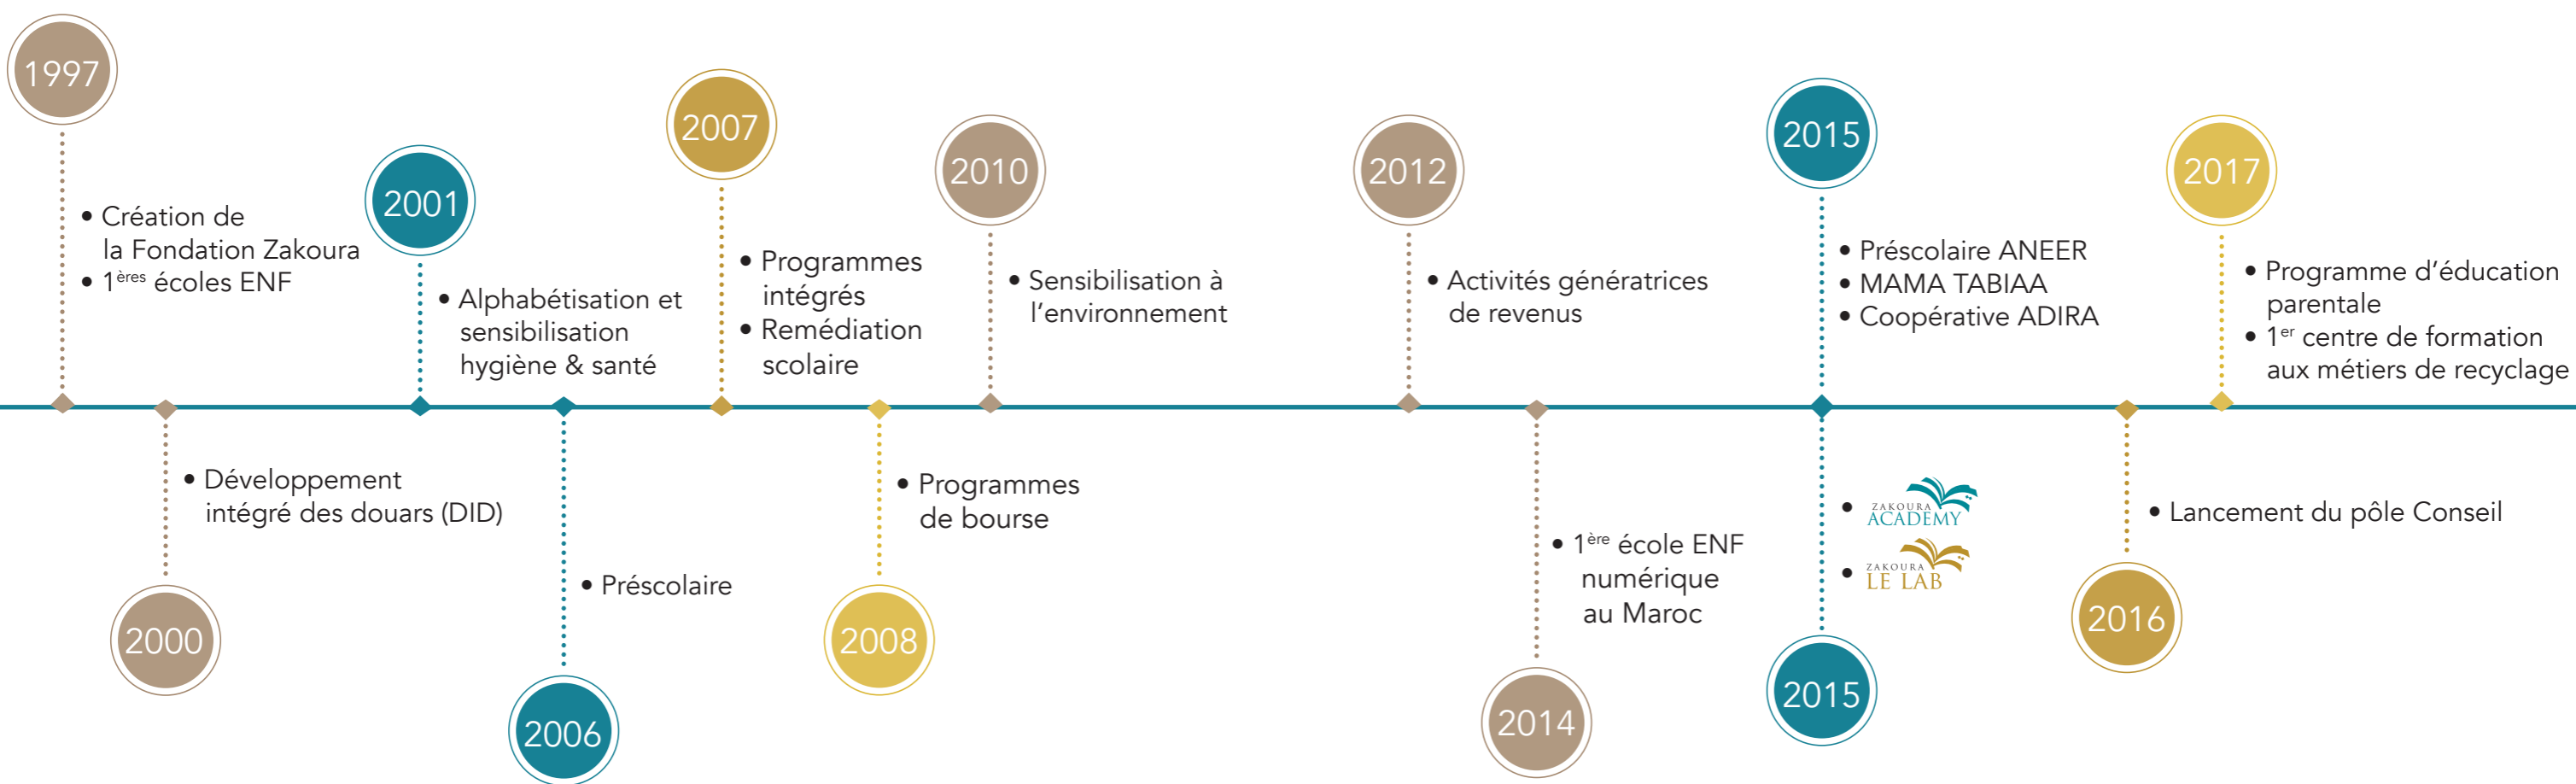 1997
• Création de
la Fondation Zakoura
• 1ères écoles ENF
2000
• Développement
intégré des douars (DID)
2001
• Alphabétisation et
sensibilisation
hygiène & santé
2006
• Préscolaire
2007
• Programmes
intégrés
• Remédiation
scolaire
2008
• Programmes
de bourse
2010
• Sensibilisation à
l'environnement
2012
• Activités génératrices
de revenus
2014
• 1ère école ENF
numérique
au Maroc
2015
• Préscolaire ANEER
• MAMA TABIAA
• Coopérative ADIRA
• ZAKOURA
ACADEMY
• ZAKOURA
LE LAB
2015
2016
• Lancement du pôle Conseil
2017
• Programme d'éducation
parentale
• 1er centre de formation
aux métiers de recyclage